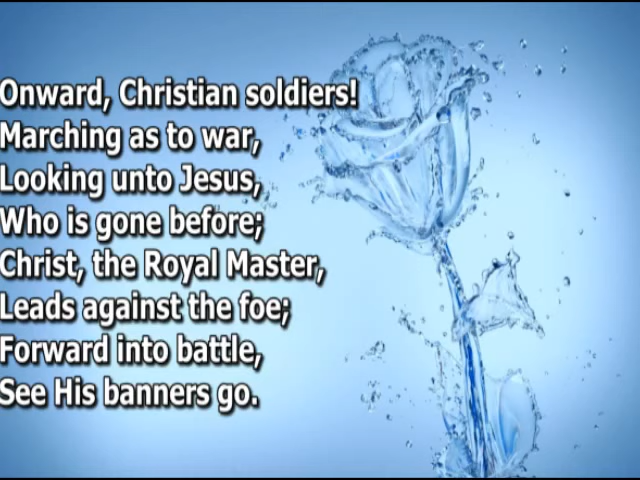 Onward, Christian soldiers!
Marching as to war,
Looking unto Jesus,
Who is gone before;
Christ, the Royal Master,
Leads against the foe;
Forward into battle,
See His banners go.